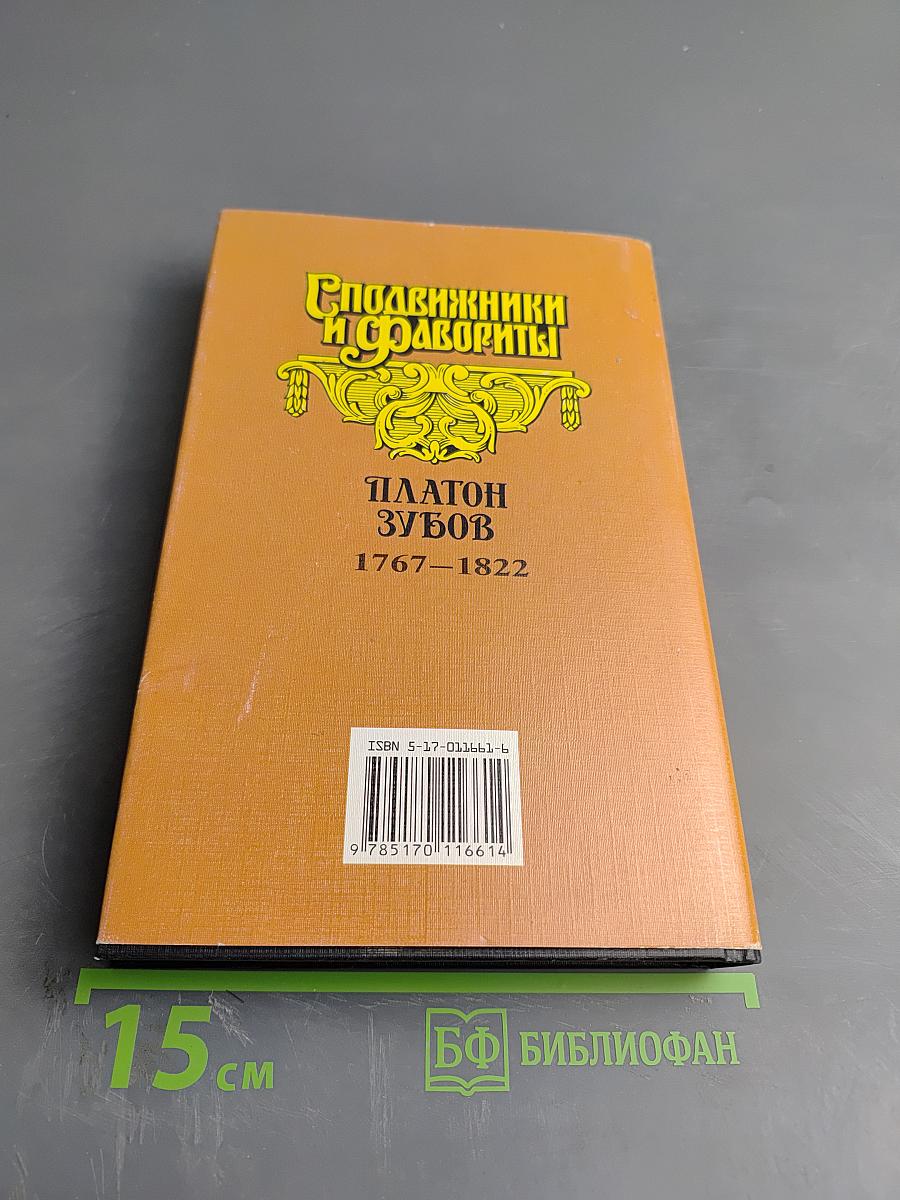 Сподвижники
и Фавориты
ПЛАТОН
ЗУБОВ
1767—1822
ISBN 5-17-011661-6
9 785170 116614
15 см
БФ БИБЛИОФАН